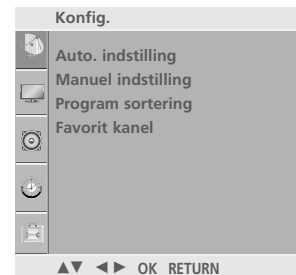 Konfig.
Auto. indstilling
Manuel indstilling
Program sortering
Favorit kanel
▲▼ ◄► OK RETURN